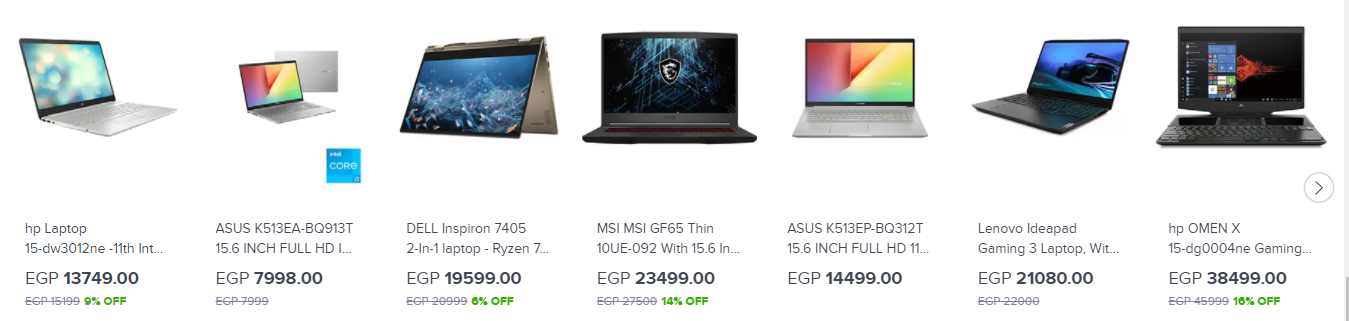 intel
CORE
i3
hp Laptop
15-dw3012ne -11th Int...
EGP 13749.00
EGP 15199 9% OFF
ASUS K513EA-BQ913T
15.6 INCH FULL HD I...
EGP 7998.00
EGP 7999
DELL Inspiron 7405
2-In-1 laptop - Ryzen 7...
EGP 19599.00
EGP 20999 6% OFF
MSI MSI GF65 Thin
10UE-092 With 15.6 In...
EGP 23499.00
EGP 27500 14% OFF
ASUS K513EP-BQ312T
15.6 INCH FULL HD 11...
EGP 14499.00
Lenovo Ideapad
Gaming 3 Laptop, Wit...
EGP 21080.00
EGP 22000
hp OMEN X
15-dg0004ne Gaming...
EGP 38499.00
EGP 45999 16% OFF